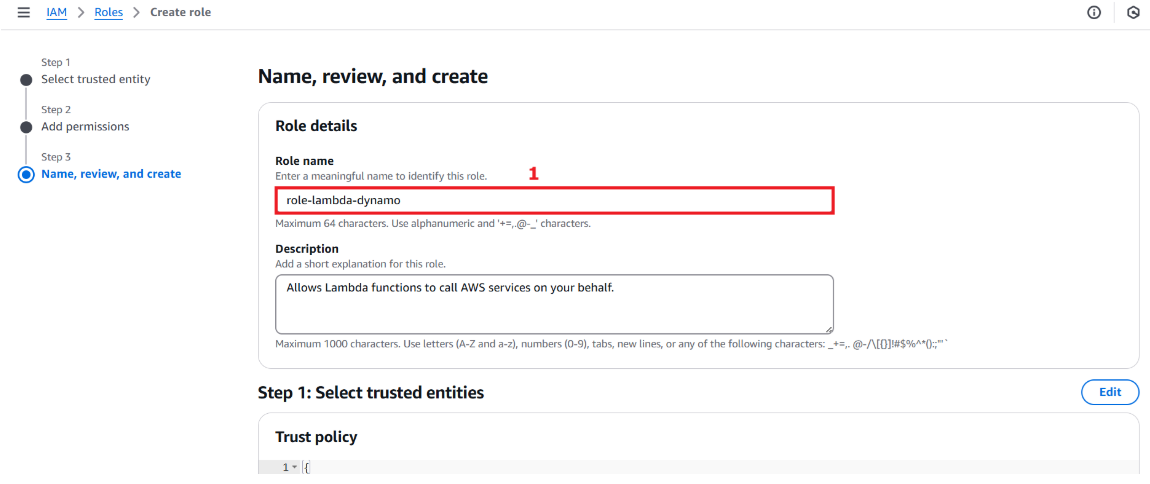 IAM > Roles > Create role
Step 1
Select trusted entity
Step 2
Add permissions
Step 3
Name, review, and create
Name, review, and create
Role details
Role name
Enter a meaningful name to identify this role.
1
role-lambda-dynamo
Maximum 64 characters. Use alphanumeric and '+=,.@-_' characters.
Description
Add a short explanation for this role.
Allows Lambda functions to call AWS services on your behalf.
Maximum 1000 characters. Use letters (A-Z and a-z), numbers (0-9), tabs, new lines, or any of the following characters: _+=,. @-/\[{}]!#$%^*();:"'`
Step 1: Select trusted entities
Edit
Trust policy
1 {